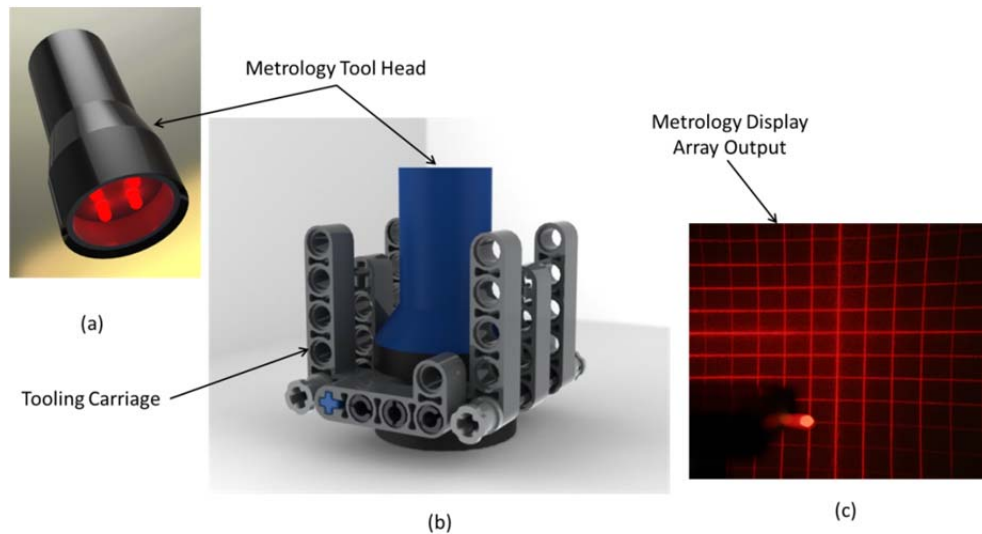 Metrology Tool Head
Metrology Display
Array Output
(a)
Tooling Carriage
(b)
(c)